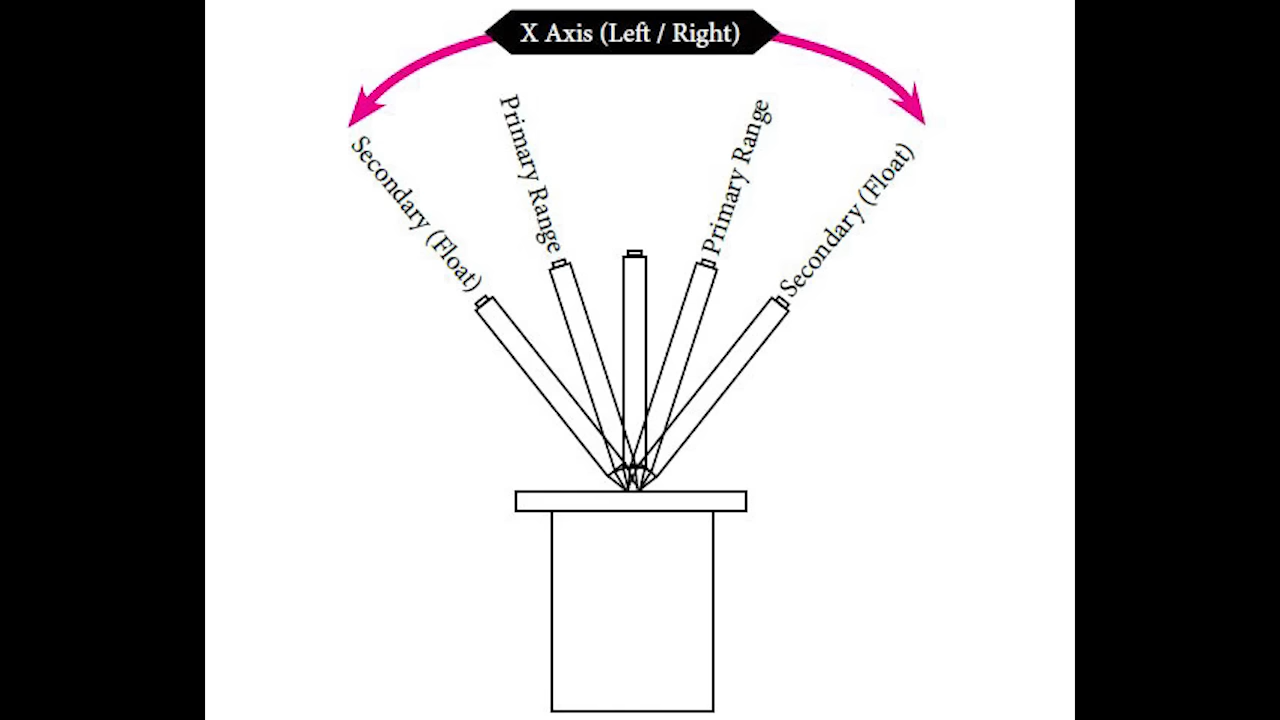 X Axis (Left / Right)
Secondary (Float)
Primary Range
Primary Range
Secondary (Float)